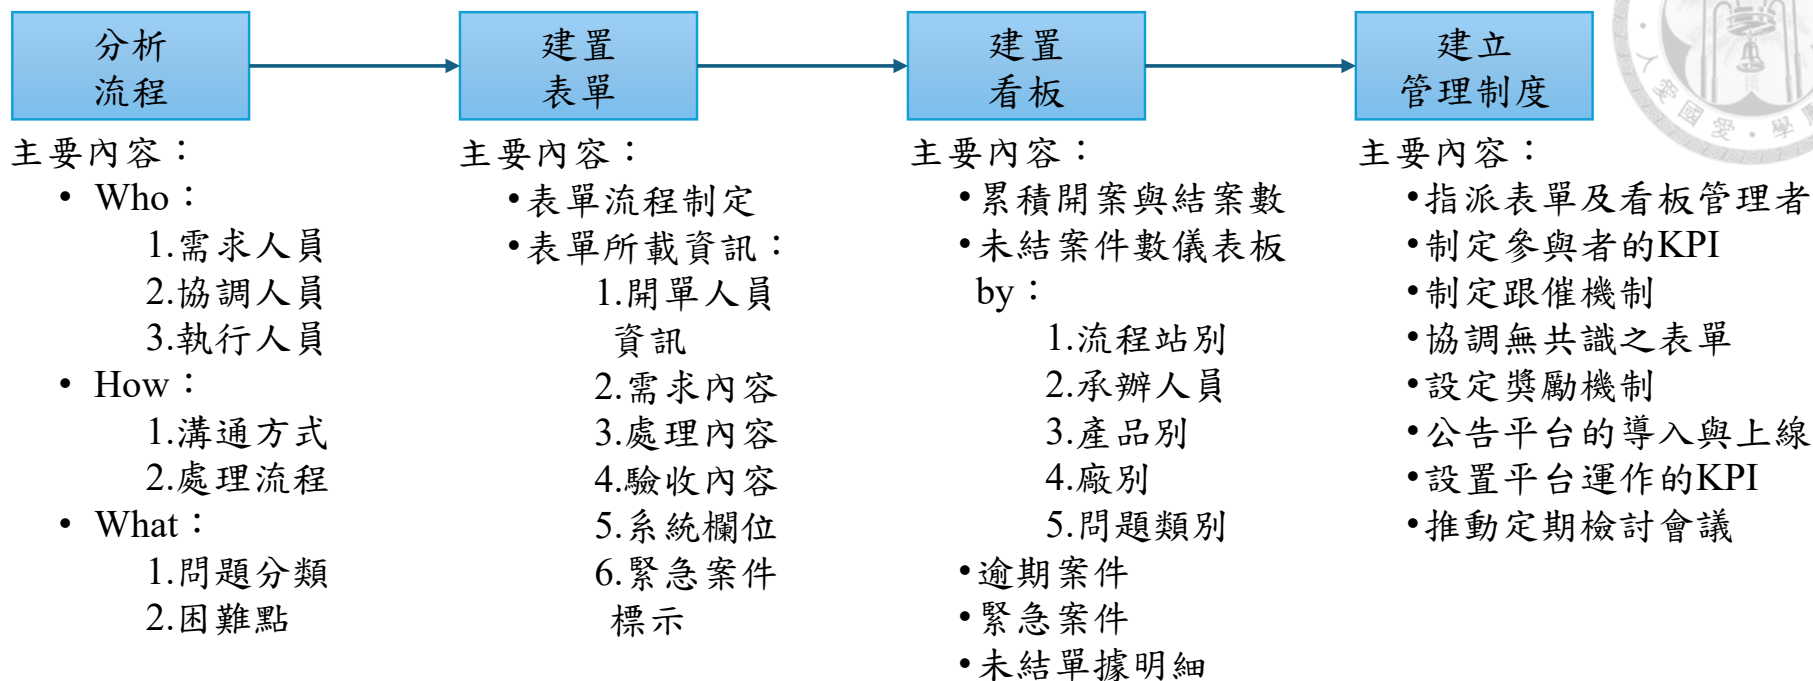 分析
流程
建置
表單
建置
看板
建立
管理制度
主要內容：
• Who：
1.需求人員
2.協調人員
3.執行人員
• How：
1.溝通方式
2.處理流程
• What：
1.問題分類
2.困難點
主要內容：
•表單流程制定
•表單所載資訊：
1.開單人員
資訊
2.需求內容
3.處理內容
4.驗收內容
5.系統欄位
6.緊急案件
標示
主要內容：
•累積開案與結案數
•未結案件數儀表板
by：
1.流程站別
2.承辦人員
3.產品別
4.廠別
5.問題類別
•逾期案件
•緊急案件
•未結單據明細
主要內容：
•指派表單及看板管理者
•制定參與者的KPI
•制定跟催機制
•協調無共識之表單
•設定獎勵機制
•公告平台的導入與上線
•設置平台運作的KPI
•推動定期檢討會議
人愛國愛·學